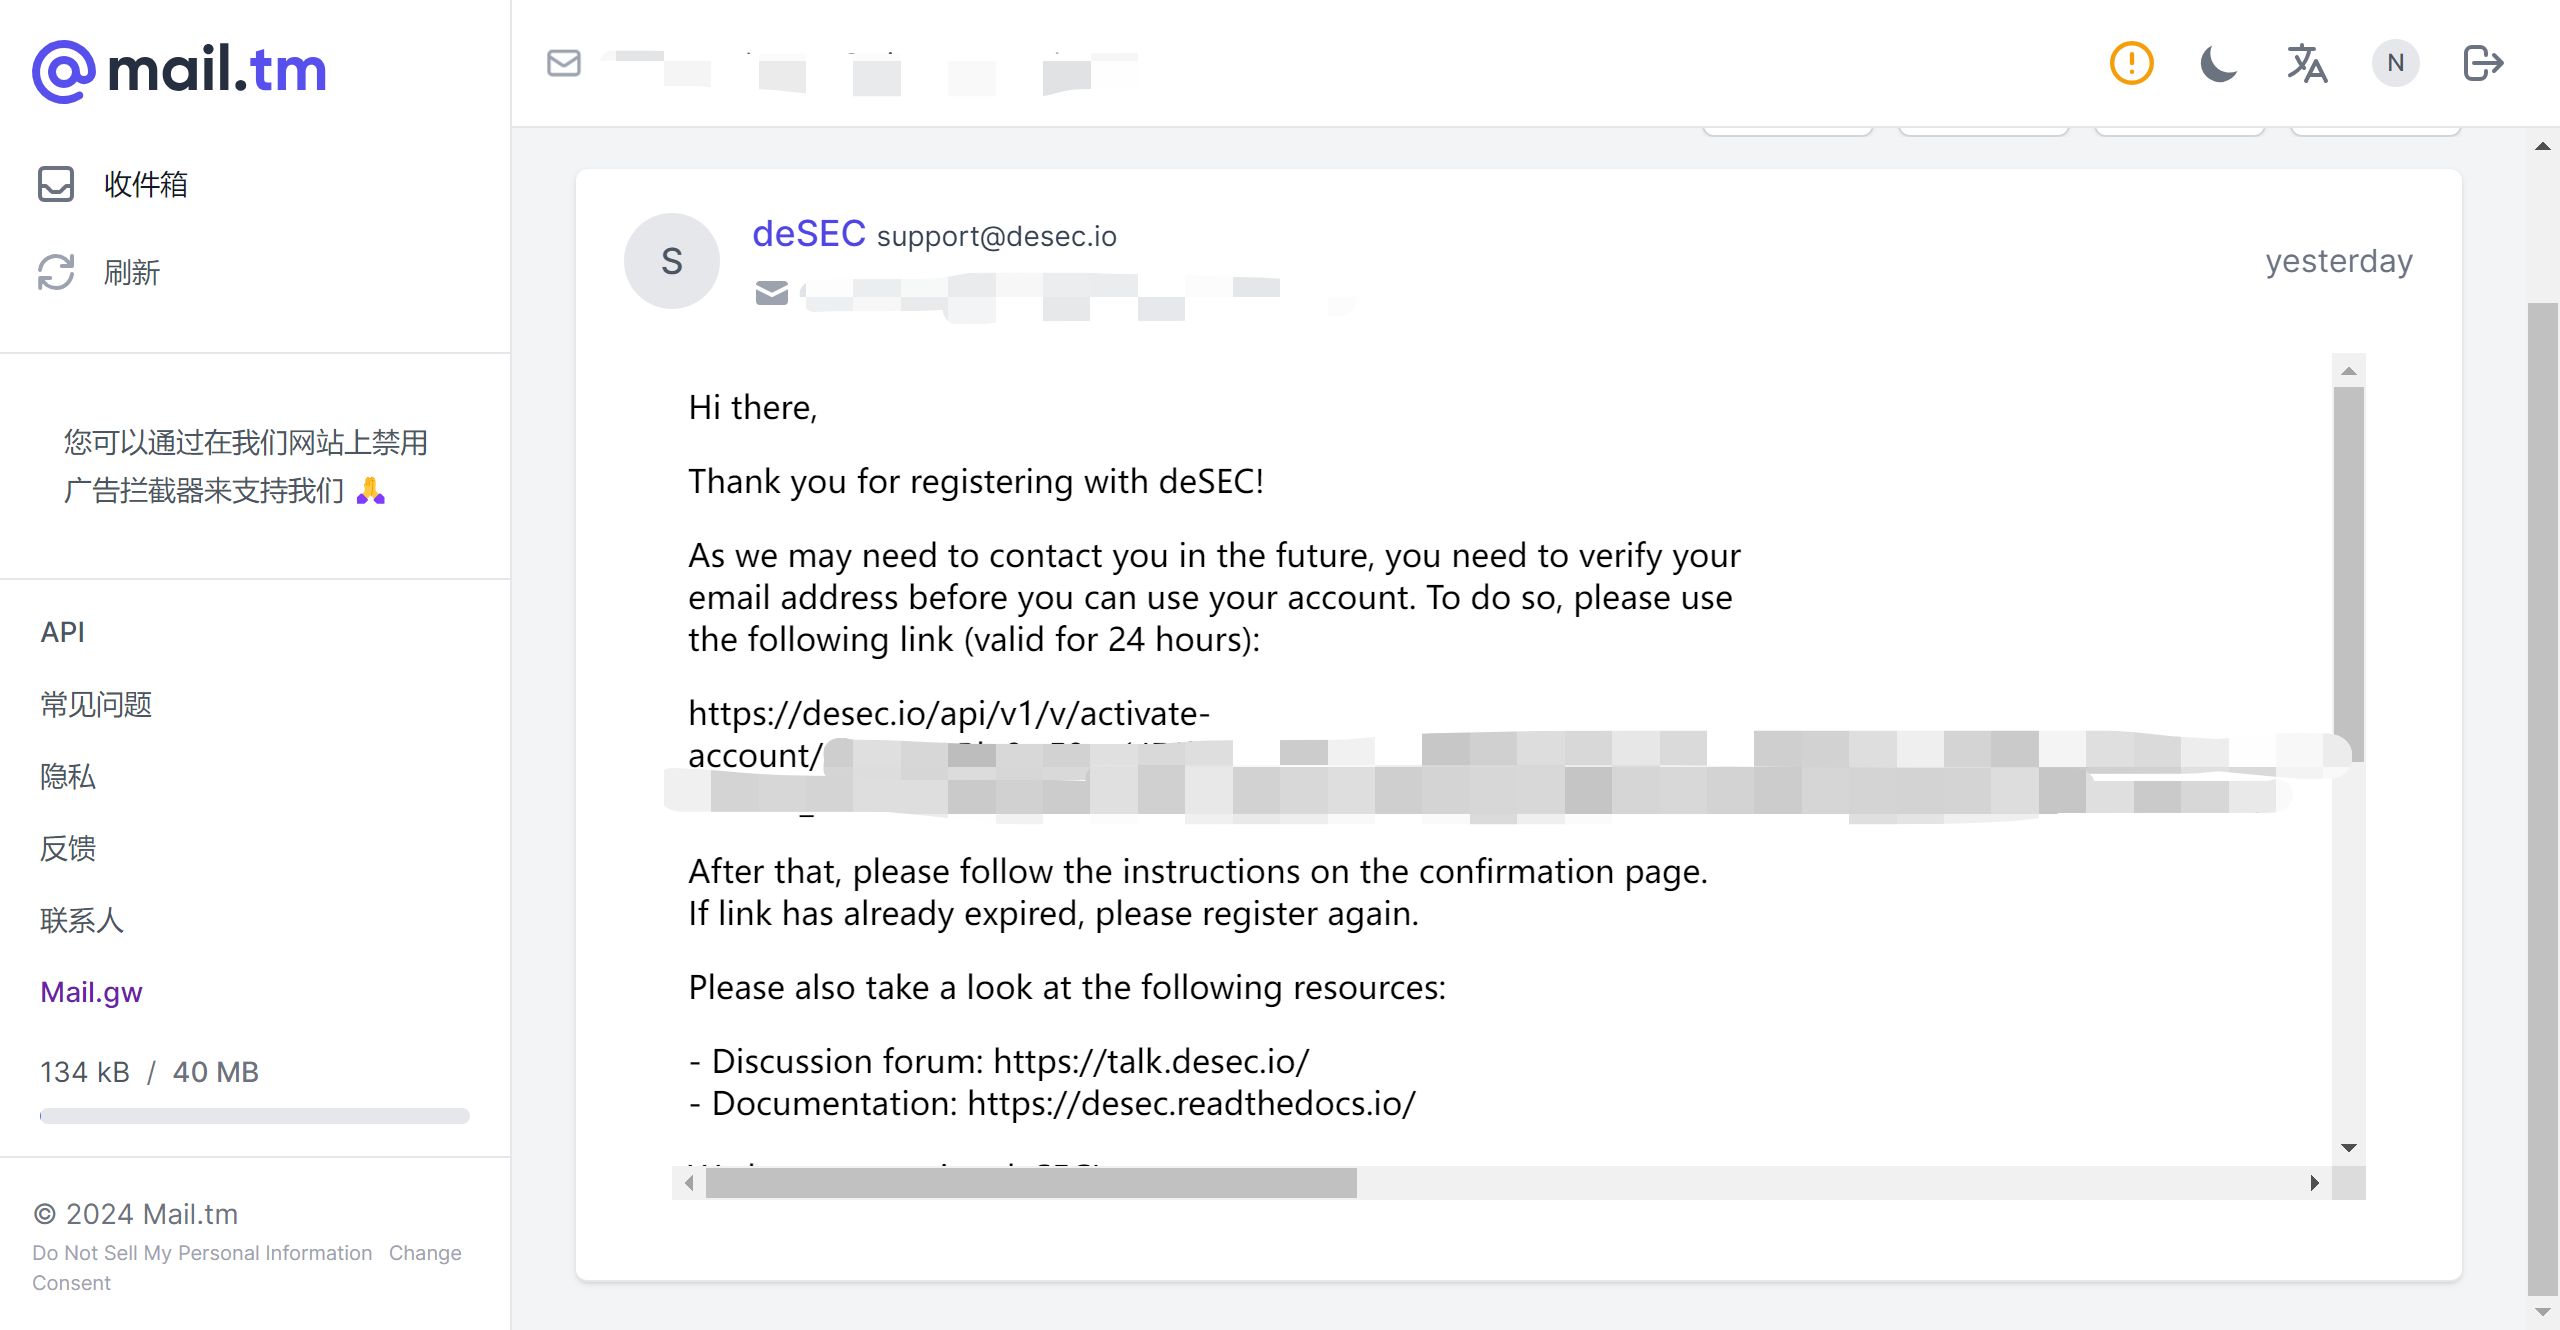 @mail.tm
收件箱
刷新
您可以通过在我们网站上禁用
广告拦截器来支持我们 🙏
API
常见问题
隐私
反馈
联系人
Mail.gw
134 kB / 40 MB
© 2024 Mail.tm
Do Not Sell My Personal Information Change
Consent
N
S
deSEC support@desec.io
yesterday
Hi there,
Thank you for registering with deSEC!
As we may need to contact you in the future, you need to verify your
email address before you can use your account. To do so, please use
the following link (valid for 24 hours):
https://desec.io/api/v1/v/activate-
account/
After that, please follow the instructions on the confirmation page.
If link has already expired, please register again.
Please also take a look at the following resources:
- Discussion forum: https://talk.desec.io/
- Documentation: https://desec.readthedocs.io/